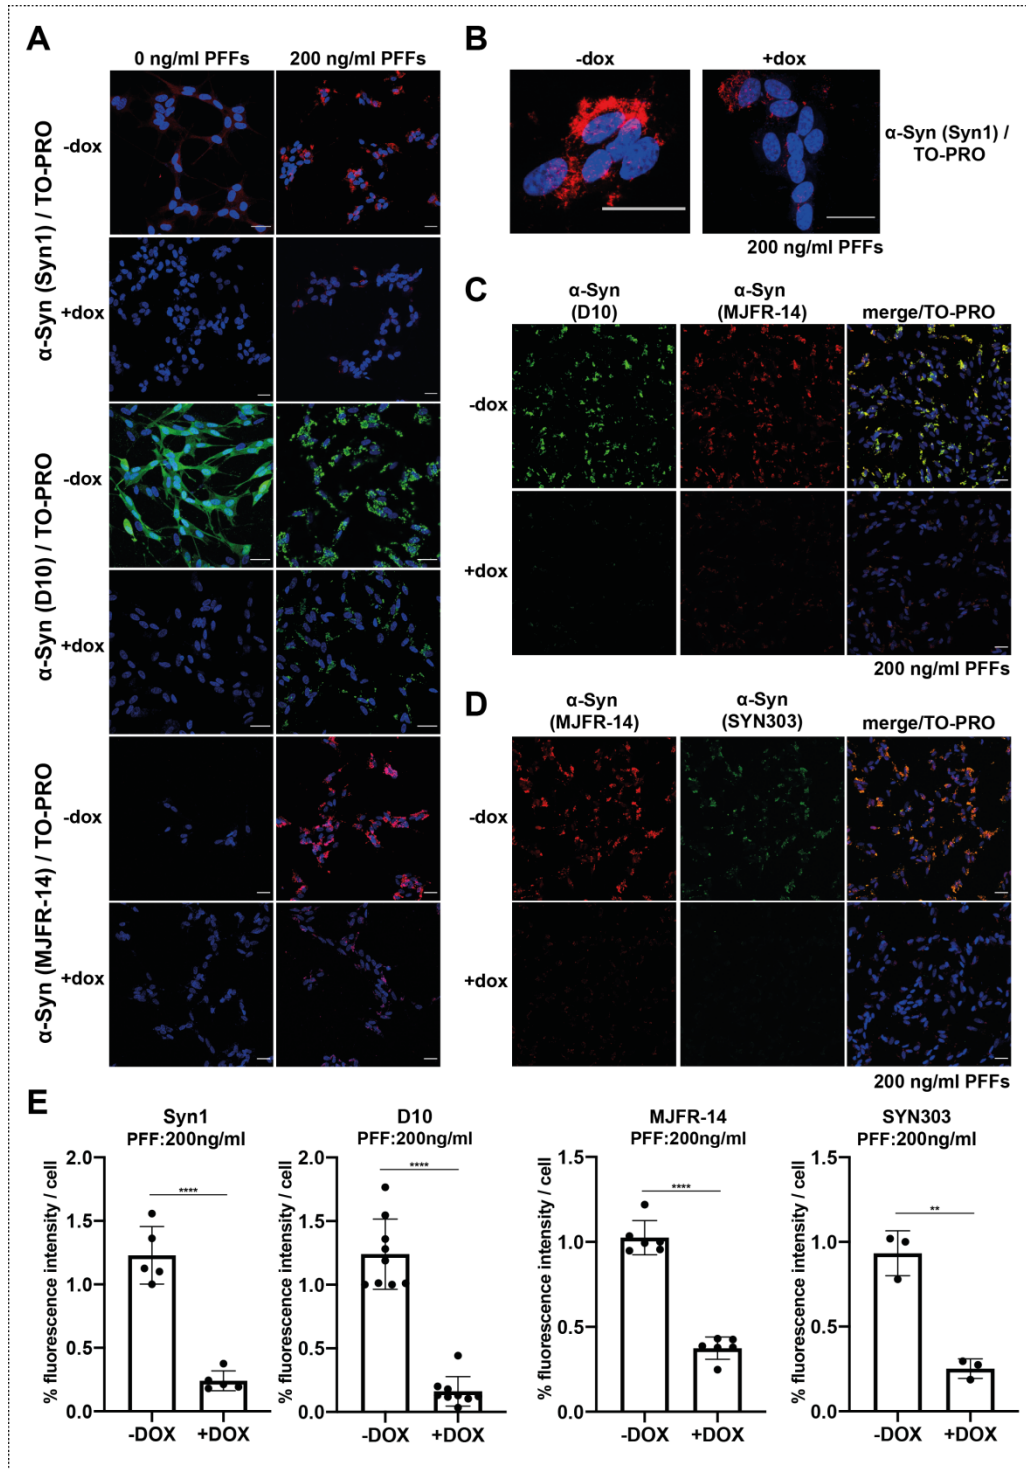 A
0 ng/ml PFFs
200 ng/ml PFFs
α-Syn (Syn1) / TO-PRO
-dox
+dox
α-Syn (D10) / TO-PRO
-dox
+dox
α-Syn (MJFR-14) / TO-PRO
-dox
+dox
B
-dox
+dox
α-Syn (Syn1) /
TO-PRO
200 ng/ml PFFs
C
α-Syn
(D10)
α-Syn
(MJFR-14)
merge/TO-PRO
-dox
+dox
200 ng/ml PFFs
D
α-Syn
(MJFR-14)
α-Syn
(SYN303)
merge/TO-PRO
-dox
+dox
200 ng/ml PFFs
E
Syn1
PFF:200ng/ml
% fluorescence intensity / cell
2.0
1.5
1.0
0.5
0.0
****
-DOX +DOX
D10
PFF:200ng/ml
% fluorescence intensity / cell
2.0
1.5
1.0
0.5
0.0
****
-DOX +DOX
MJFR-14
PFF:200ng/ml
% fluorescence intensity / cell
1.5
1.0
0.5
0.0
****
-DOX +DOX
SYN303
PFF:200ng/ml
% fluorescence intensity / cell
1.5
1.0
0.5
0.0
**
-DOX +DOX